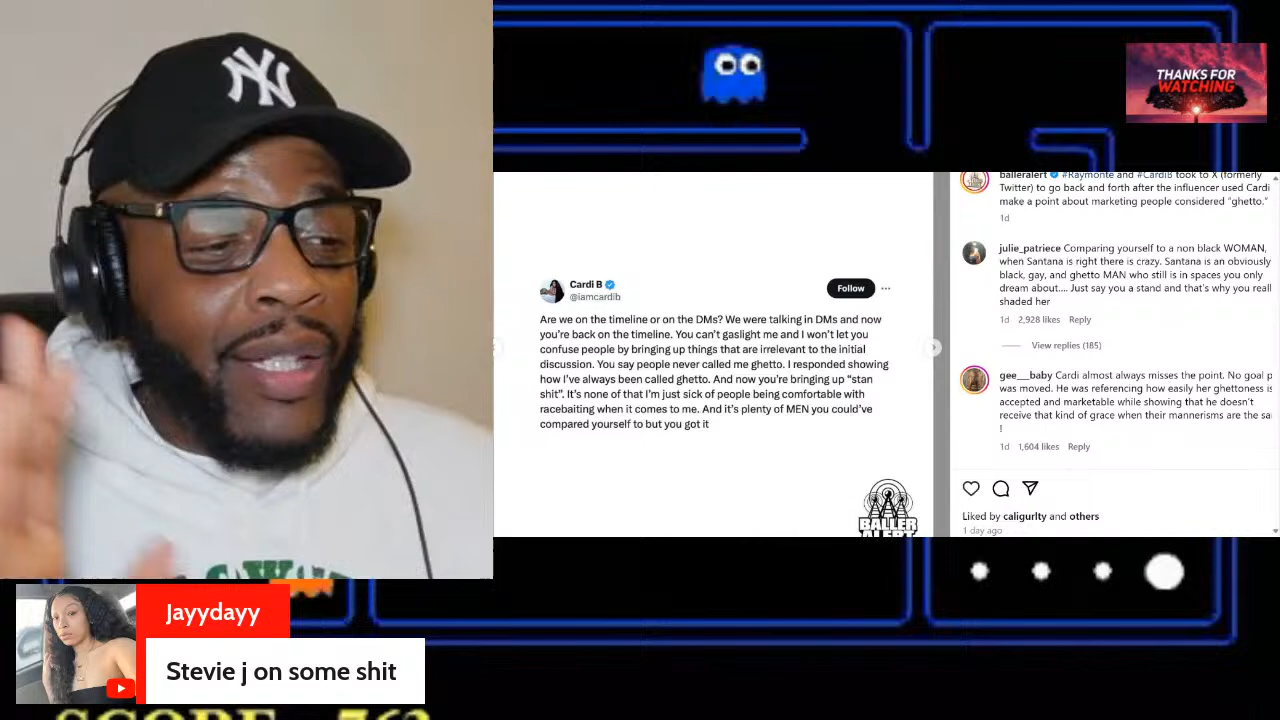 NY
THANKS FOR
WATCHING
Cardi B
@iamcardib
Follow
Are we on the timeline or on the DMs? We were talking in DMs and now
you're back on the timeline. You can't gaslight me and I won't let you
confuse people by bringing up things that are irrelevant to the initial
discussion. You say people never called me ghetto. I responded showing
how I've always been called ghetto. And now you're bringing up “stan
shit”. It's none of that I'm just sick of people being comfortable with
racebaiting when it comes to me. And it's plenty of MEN you could've
compared yourself to but you got it
BALLER
ALERT
balleralert #Raymonte and #CardiB took to X (formerly
Twitter) to go back and forth after the influencer used Cardi
make a point about marketing people considered “ghetto.”
1d
julie_patriece Comparing yourself to a non black WOMAN,
when Santana is right there is crazy. Santana is an obviously
black, gay, and ghetto MAN who still is in spaces you only
dream about.... Just say you a stand and that's why you reall
shaded her
1d 2,928 likes Reply
View replies (185)
gee___baby Cardi almost always misses the point. No goal p
was moved. He was referencing how easily her ghettoness is
accepted and marketable while showing that he doesn't
receive that kind of grace when their mannerisms are the sa
!
1d 1,604 likes Reply
Liked by caligurlty and others
1 day ago
Jayydayy
Stevie j on some shit